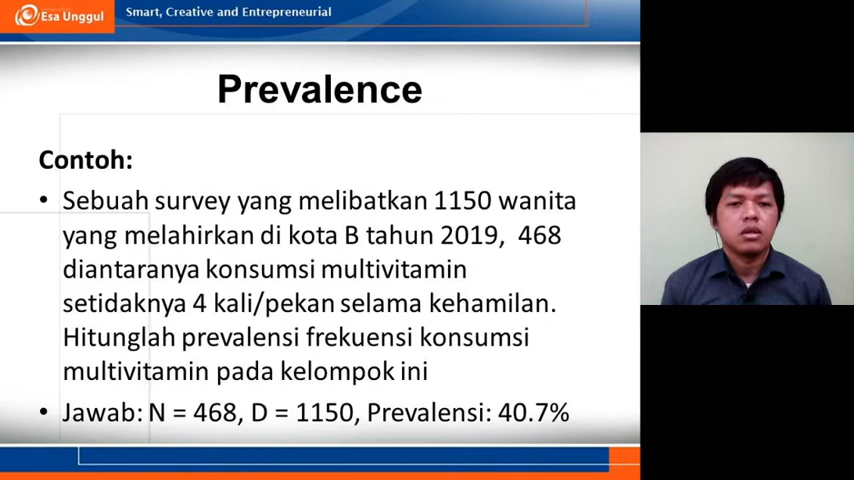 Esa Unggul
Smart, Creative and Entrepreneurial
Prevalence
Contoh:
• Sebuah survey yang melibatkan 1150 wanita
yang melahirkan di kota B tahun 2019, 468
diantaranya konsumsi multivitamin
setidaknya 4 kali/pekan selama kehamilan.
Hitunglah prevalensi frekuensi konsumsi
multivitamin pada kelompok ini
• Jawab: N = 468, D = 1150, Prevalensi: 40.7%